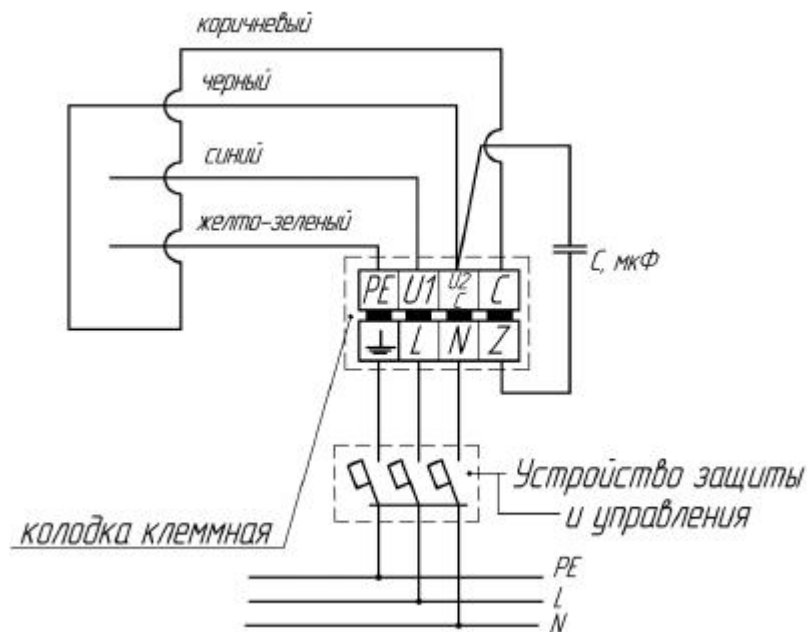 коричневый
черный
синий
желто-зеленый
С, мкФ
PE U1 U2 C C
L N Z
Устройство защиты
и управления
колодка клеммная
PE
L
N